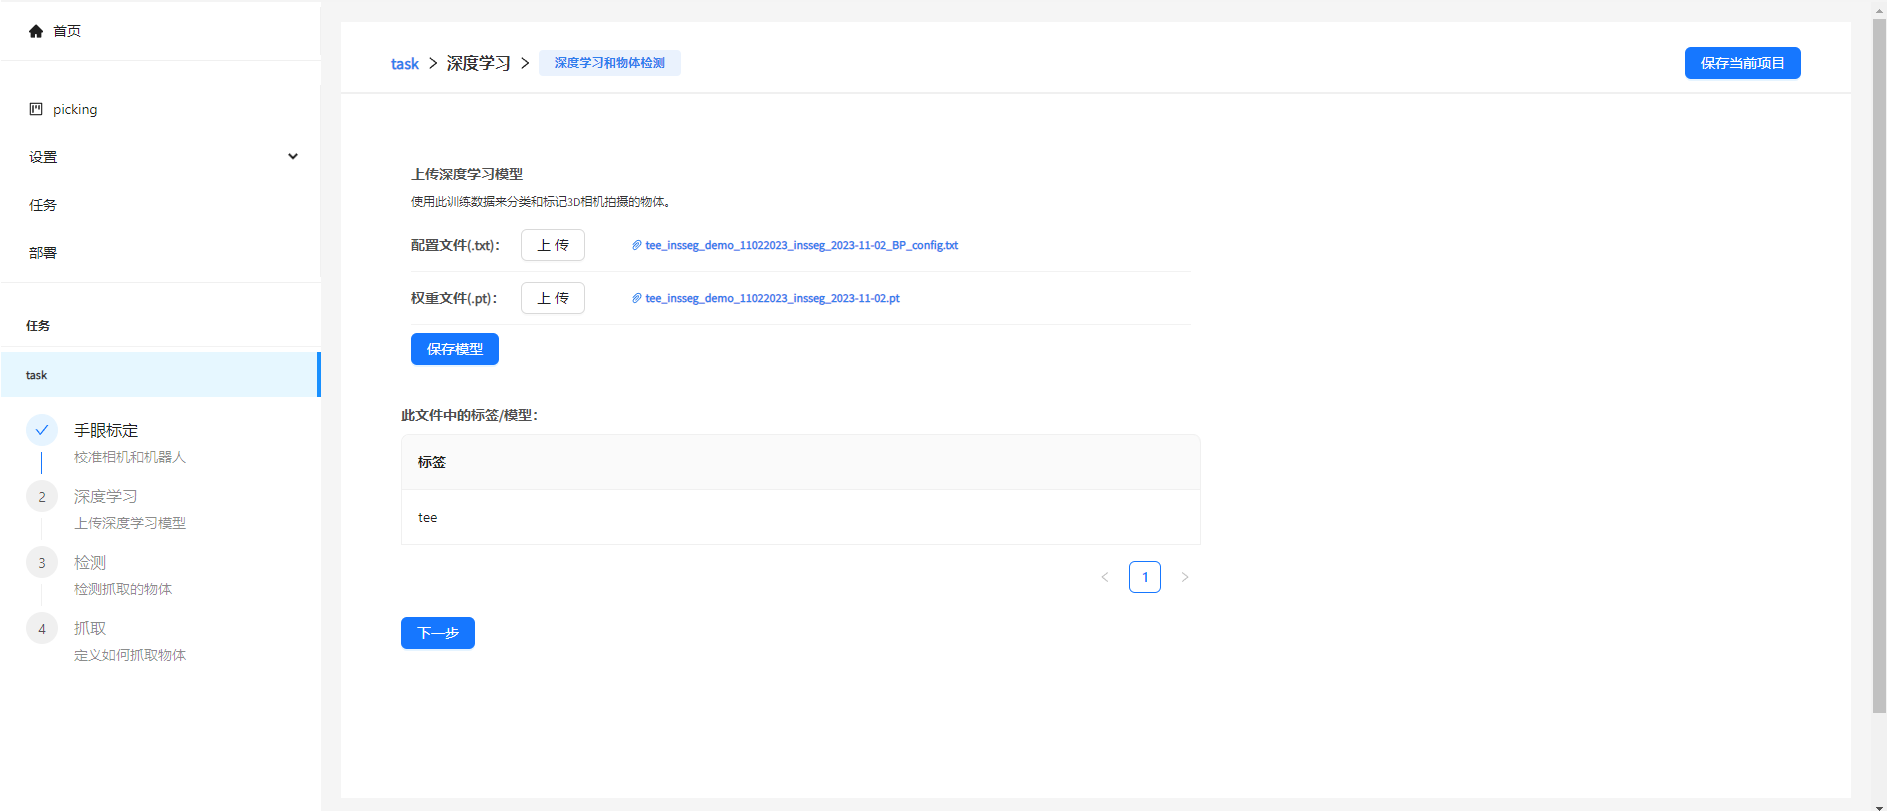 首页
picking
设置
任务
部署
任务
task
手眼标定
校准相机和机器人
2 深度学习
上传深度学习模型
3 检测
检测抓取的物体
4 抓取
定义如何抓取物体
task > 深度学习 > 深度学习和物体检测
保存当前项目
上传深度学习模型
使用此训练数据来分类和标记3D相机拍摄的物体。
配置文件(.txt): 上 传 tee_insseg_demo_11022023_insseg_2023-11-02_BP_config.txt
权重文件(.pt): 上 传 tee_insseg_demo_11022023_insseg_2023-11-02.pt
保存模型
此文件中的标签/模型:
标签
tee
< 1 >
下一步